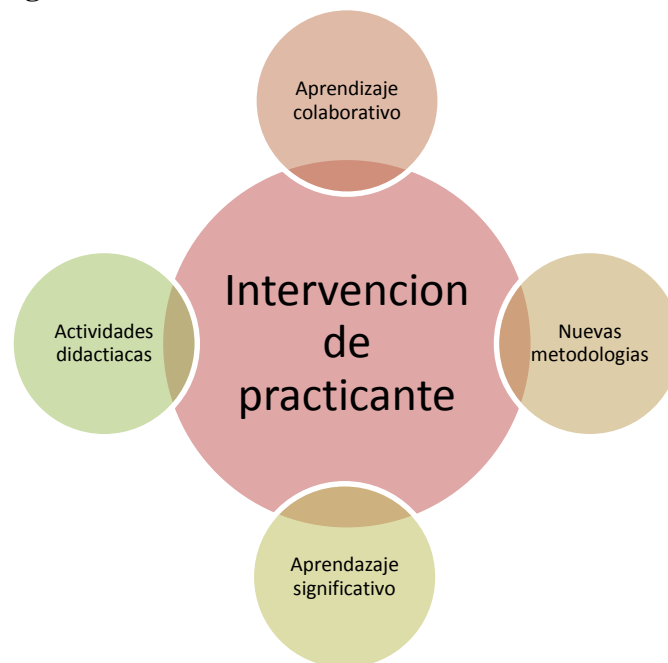 Aprendizaje
colaborativo
Intervencion
de
practicante
Actividades
didactiacas
Nuevas
metodologias
Aprendazaje
significativo